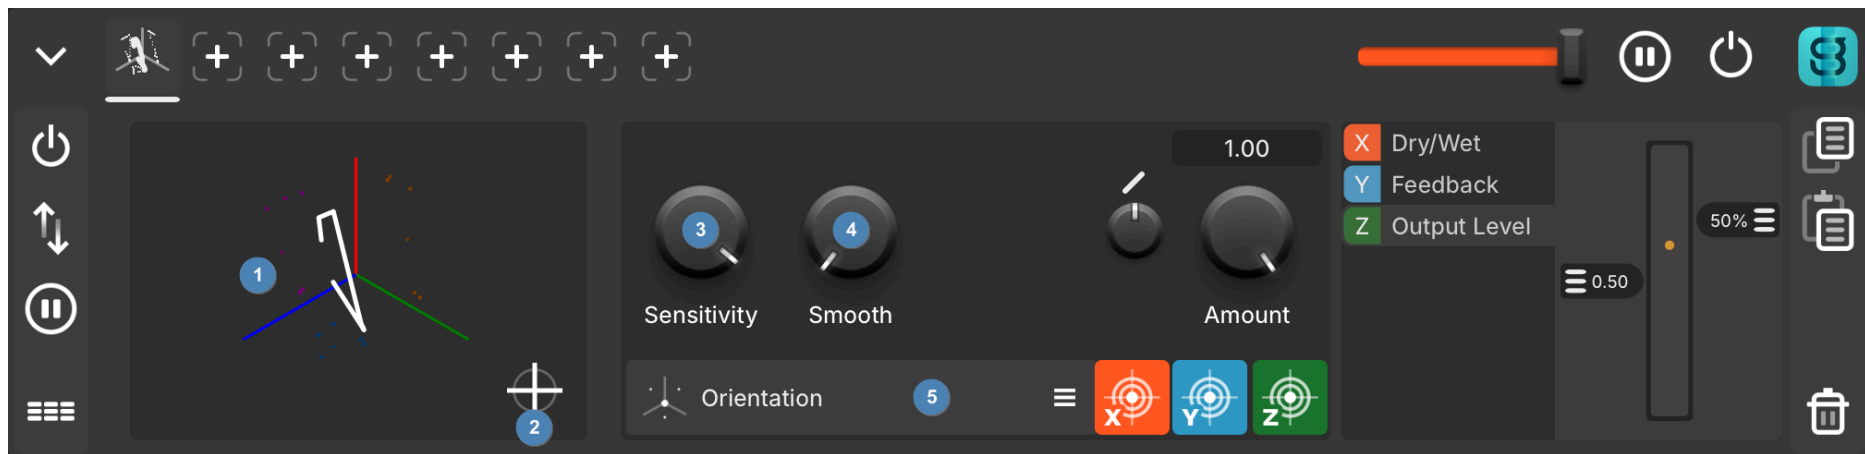 1.00
X Dry/Wet
Y Feedback
Z Output Level
50%
0.50
1
2
3
4
Sensitivity
Smooth
Amount
Orientation
5
X
Y
Z